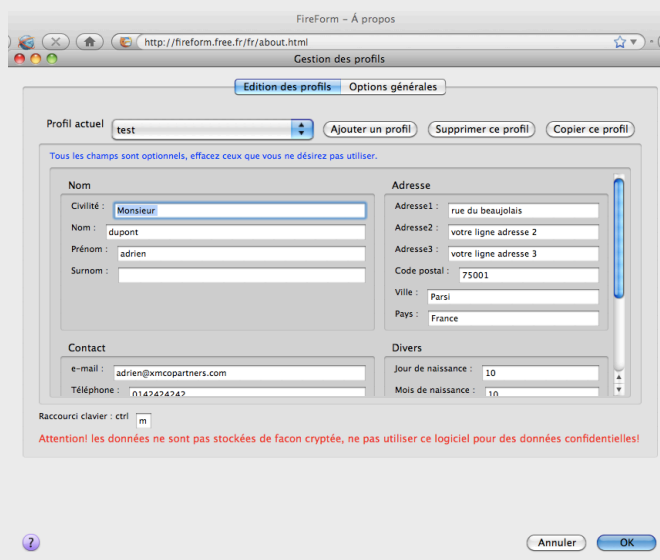 FireForm – Á propos
http://fireform.free.fr/fr/about.html
Gestion des profils
Edition des profils Options générales
Profil actuel test Ajouter un profil Supprimer ce profil Copier ce profil
Tous les champs sont optionnels, effacez ceux que vous ne désirez pas utiliser.
Nom
Civilité : Monsieur
Nom : dupont
Prénom : adrien
Surnom :
Adresse
Adresse1 : rue du beaujolais
Adresse2 : votre ligne adresse 2
Adresse3 : votre ligne adresse 3
Code postal : 75001
Ville : Parsi
Pays : France
Contact
e-mail : adrien@xmcopartners.com
Téléphone : 0142424242
Divers
Jour de naissance : 10
Mois de naissance : 10
Raccourci clavier : ctrl m
Attention! les données ne sont pas stockées de facon cryptée, ne pas utiliser ce logiciel pour des données confidentielles!
? Annuler OK